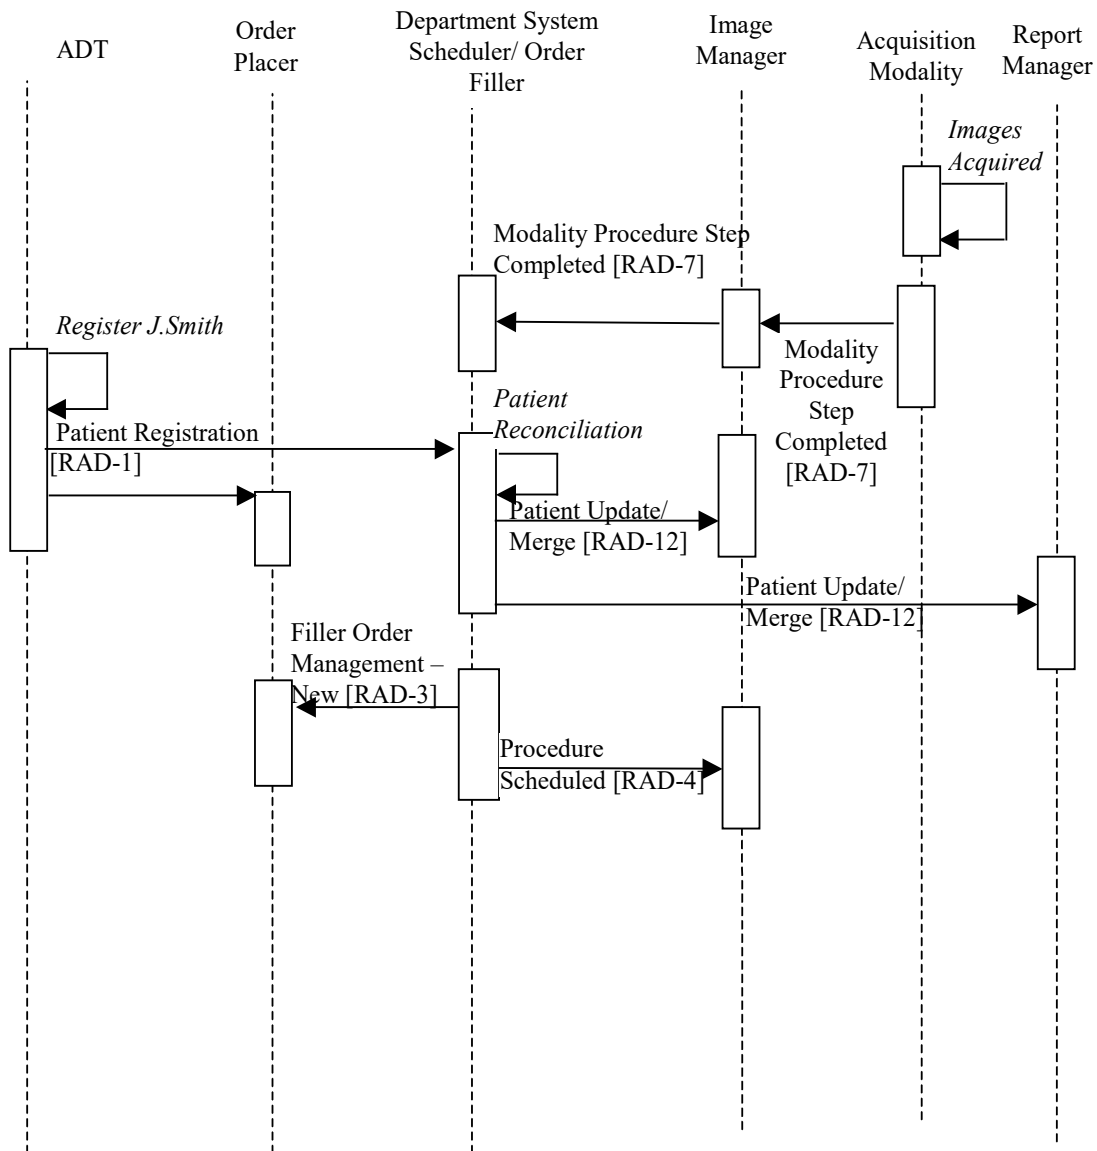 ADT
Order
Placer
Department System
Scheduler/ Order
Filler
Image
Manager
Acquisition
Modality
Report
Manager
Images
Acquired
Modality Procedure Step
Completed [RAD-7]
Register J.Smith
Modality
Procedure
Step
Completed
[RAD-7]
Patient
Reconciliation
Patient Registration
[RAD-1]
Patient Update/
Merge [RAD-12]
Patient Update/
Merge [RAD-12]
Filler Order
Management –
New [RAD-3]
Procedure
Scheduled [RAD-4]